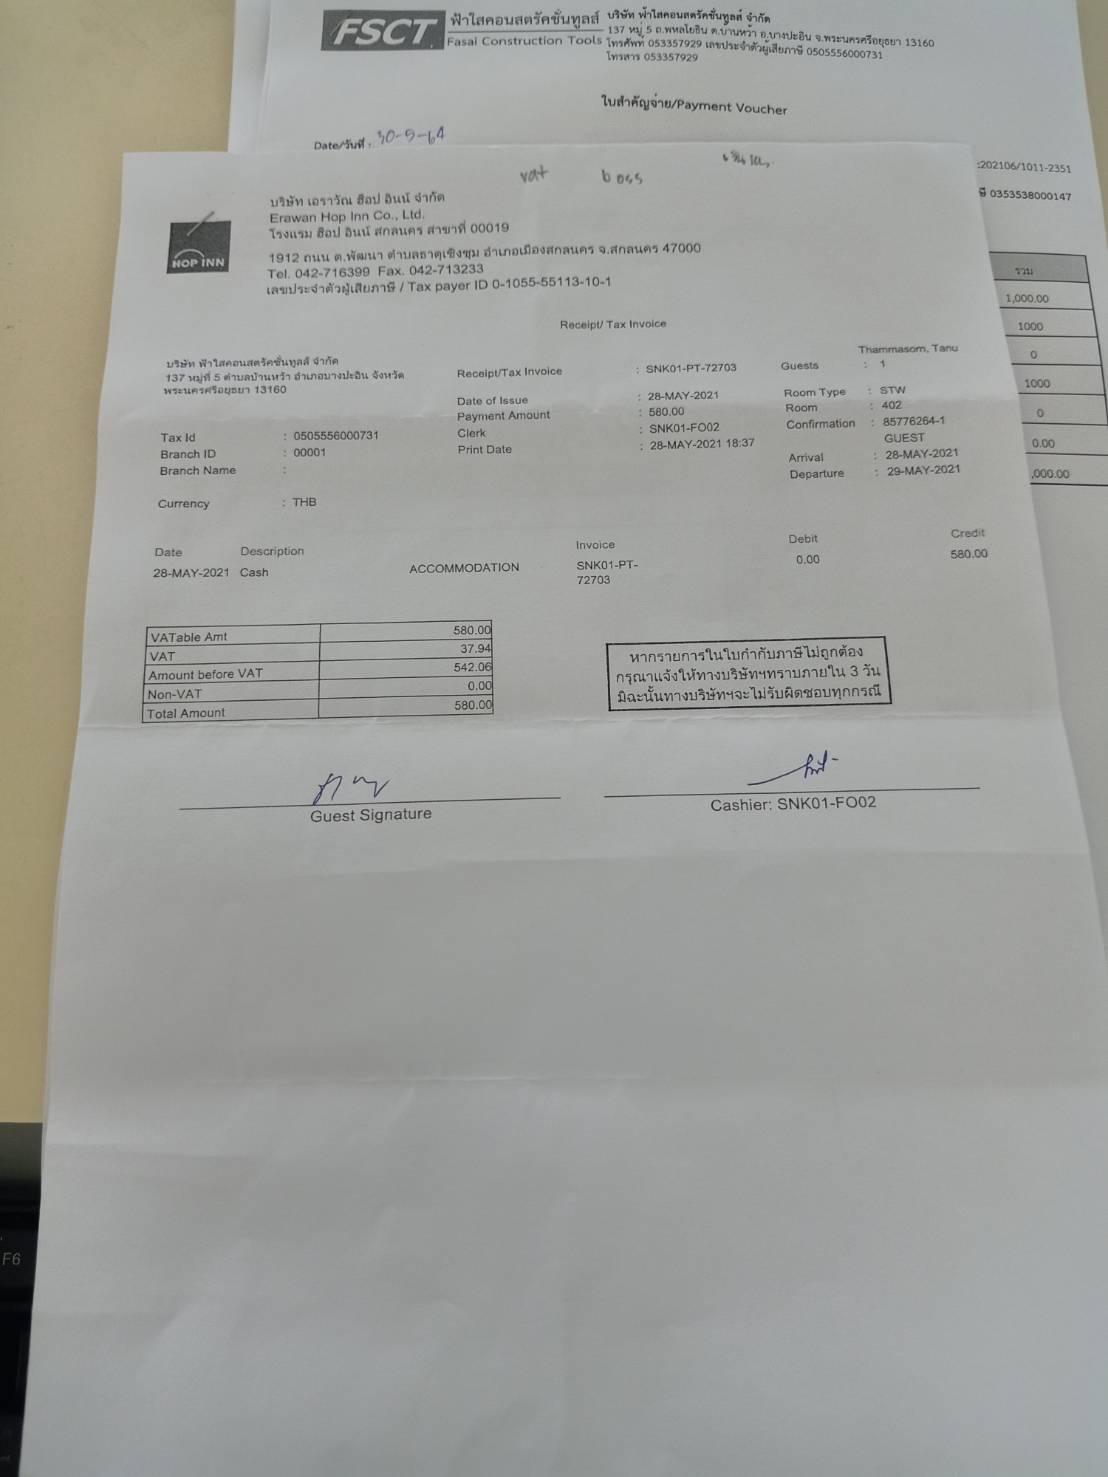 FSCT
ฟ้าใสคอนสตรัคชั่นทูลส์
Fasai Construction Tools
บริษัท ฟ้าใสคอนสตรัคชั่นทูลส์ จำกัด
137 หมู่ 5 ถ.พหลโยธิน ต.บ้านหว้า อ.บางปะอิน จ.พระนครศรีอยุธยา 13160
โทรศัพท์ 053357929 เลขประจำตัวผู้เสียภาษี 0505556000731
โทรสาร 053357929
ใบสำคัญจ่าย/Payment Voucher
Date/วันที่ : 30-5-64
:202106/1011-2351
0353538000147
รวม
1,000.00
1000
0
1000
0
0.00
,000.00
vat boss
HOP INN
บริษัท เอราวัณ ฮ็อป อินน์ จำกัด
Erawan Hop Inn Co., Ltd.
โรงแรม ฮ็อป อินน์ สกลนคร สาขาที่ 00019
1912 ถนน ต.พัฒนา ตำบลธาตุเชิงชุม อำเภอเมืองสกลนคร จ.สกลนคร 47000
Tel. 042-716399 Fax. 042-713233
เลขประจำตัวผู้เสียภาษี / Tax payer ID 0-1055-55113-10-1
Receipt/ Tax Invoice
บริษัท ฟ้าใสคอนสตรัคชั่นทูลส์ จำกัด
137 หมู่ที่ 5 ตำบลบ้านหว้า อำเภอบางปะอิน จังหวัด
พระนครศรีอยุธยา 13160
Tax Id : 0505556000731
Branch ID : 00001
Branch Name :
Currency : THB
Receipt/Tax Invoice : SNK01-PT-72703
Date of Issue : 28-MAY-2021
Payment Amount : 580.00
Clerk : SNK01-FO02
Print Date : 28-MAY-2021 18:37
Thammasorn, Tanu
Guests : 1
Room Type : STW
Room : 402
Confirmation : 85776264-1
GUEST
Arrival : 28-MAY-2021
Departure : 29-MAY-2021
Date Description Invoice Debit Credit
28-MAY-2021 Cash ACCOMMODATION SNK01-PT- 0.00 580.00
72703
VATable Amt 580.00
VAT 37.94
Amount before VAT 542.06
Non-VAT 0.00
Total Amount 580.00
หากรายการในใบกำกับภาษีไม่ถูกต้อง
กรุณาแจ้งให้ทางบริษัทฯทราบภายใน 3 วัน
มิฉะนั้นทางบริษัทฯจะไม่รับผิดชอบทุกกรณี
Guest Signature
Cashier: SNK01-FO02
F6